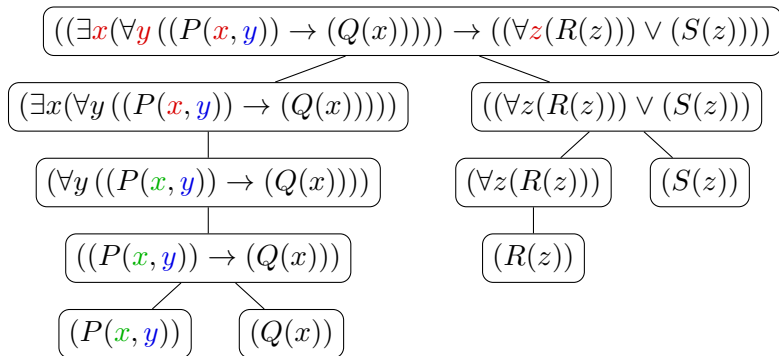 ((∃x(∀y ((P(x, y)) → (Q(x))))) → ((∀z(R(z))) ∨ (S(z))))
(∃x(∀y ((P(x, y)) → (Q(x)))))
((∀z(R(z))) ∨ (S(z)))
(∀y ((P(x, y)) → (Q(x))))
(∀z(R(z)))
(S(z))
((P(x, y)) → (Q(x)))
(R(z))
(P(x, y))
(Q(x))